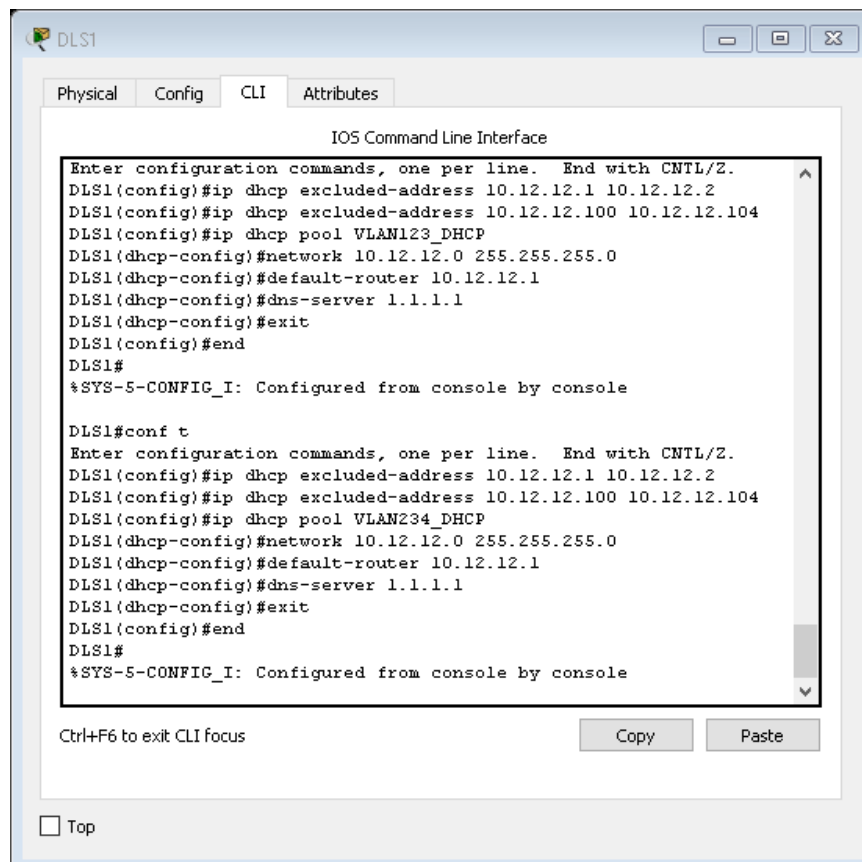 DLS1
Physical Config CLI Attributes
IOS Command Line Interface
Enter configuration commands, one per line.  End with CNTL/Z.
DLS1(config)#ip dhcp excluded-address 10.12.12.1 10.12.12.2
DLS1(config)#ip dhcp excluded-address 10.12.12.100 10.12.12.104
DLS1(config)#ip dhcp pool VLAN123_DHCP
DLS1(dhcp-config)#network 10.12.12.0 255.255.255.0
DLS1(dhcp-config)#default-router 10.12.12.1
DLS1(dhcp-config)#dns-server 1.1.1.1
DLS1(dhcp-config)#exit
DLS1(config)#end
DLS1#
%SYS-5-CONFIG_I: Configured from console by console
DLS1#conf t
Enter configuration commands, one per line.  End with CNTL/Z.
DLS1(config)#ip dhcp excluded-address 10.12.12.1 10.12.12.2
DLS1(config)#ip dhcp excluded-address 10.12.12.100 10.12.12.104
DLS1(config)#ip dhcp pool VLAN234_DHCP
DLS1(dhcp-config)#network 10.12.12.0 255.255.255.0
DLS1(dhcp-config)#default-router 10.12.12.1
DLS1(dhcp-config)#dns-server 1.1.1.1
DLS1(dhcp-config)#exit
DLS1(config)#end
DLS1#
%SYS-5-CONFIG_I: Configured from console by console
Ctrl+F6 to exit CLI focus Copy Paste
Top